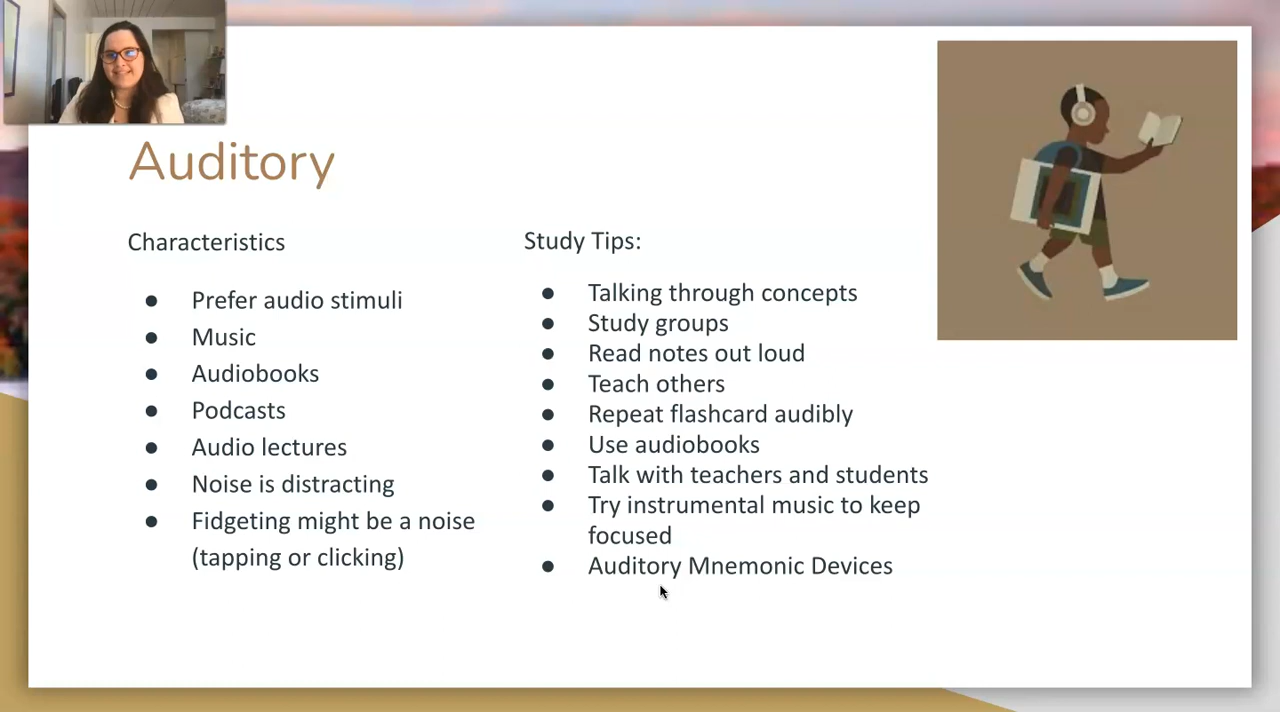 Auditory
Characteristics
● Prefer audio stimuli
● Music
● Audiobooks
● Podcasts
● Audio lectures
● Noise is distracting
● Fidgeting might be a noise
(tapping or clicking)
Study Tips:
● Talking through concepts
● Study groups
● Read notes out loud
● Teach others
● Repeat flashcard audibly
● Use audiobooks
● Talk with teachers and students
● Try instrumental music to keep
focused
● Auditory Mnemonic Devices